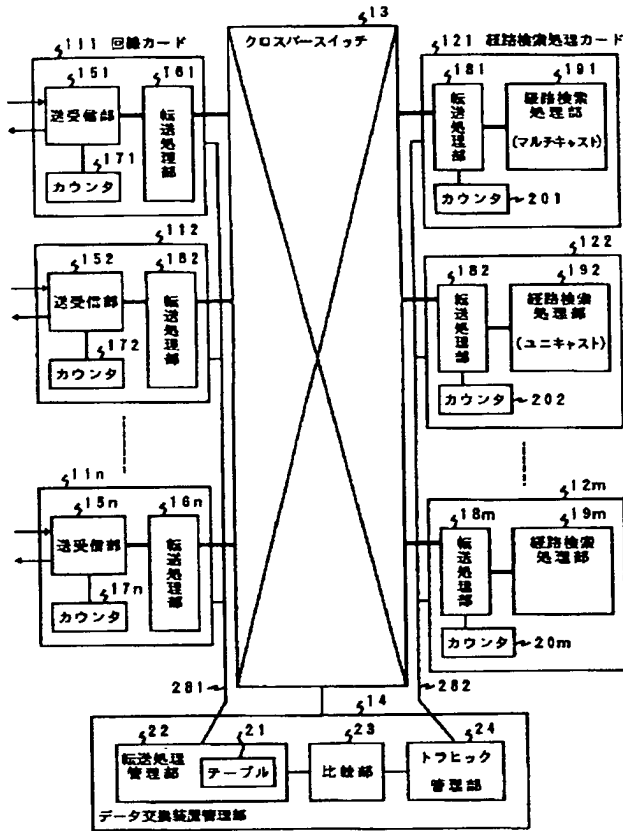 13
クロスバースイッチ
111 回線カード
151
161
送受信部
転送処理部
171
カウンタ
112
152
162
送受信部
転送処理部
172
カウンタ
11n
15n
16n
送受信部
転送処理部
17n
カウンタ
121 経路検索処理カード
181
191
転送処理部
経路検索
処理部
(マルチキャスト)
カウンタ
201
122
182
192
転送処理部
経路検索
処理部
(ユニキャスト)
カウンタ
202
12m
18m
19m
転送処理部
経路検索
処理部
カウンタ
20m
281
282
14
22
21
23
24
転送処理
管理部
テーブル
比較部
トラヒック
管理部
データ交換装置管理部